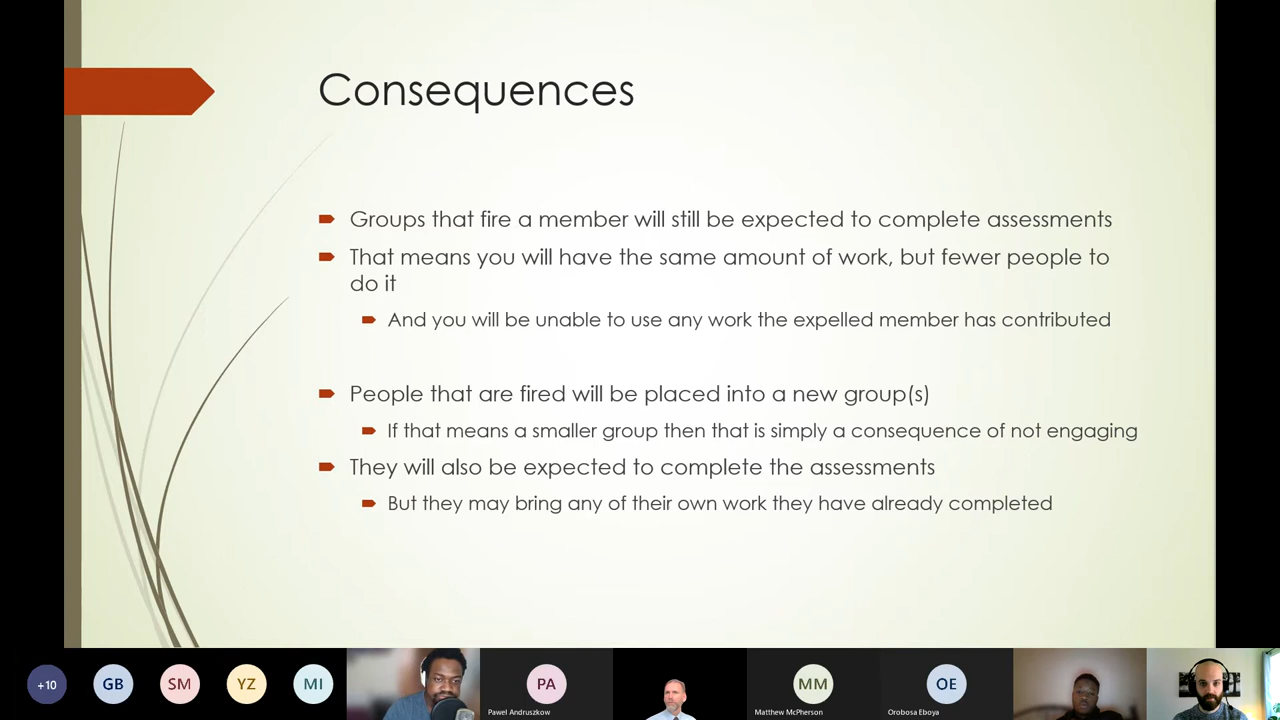 Consequences
Groups that fire a member will still be expected to complete assessments
That means you will have the same amount of work, but fewer people to
do it
And you will be unable to use any work the expelled member has contributed
People that are fired will be placed into a new group(s)
If that means a smaller group then that is simply a consequence of not engaging
They will also be expected to complete the assessments
But they may bring any of their own work they have already completed
+10
GB
SM
YZ
MI
PA
MM
OE
Pawel Andruszkow
Matthew McPherson
Orobosa Eboya